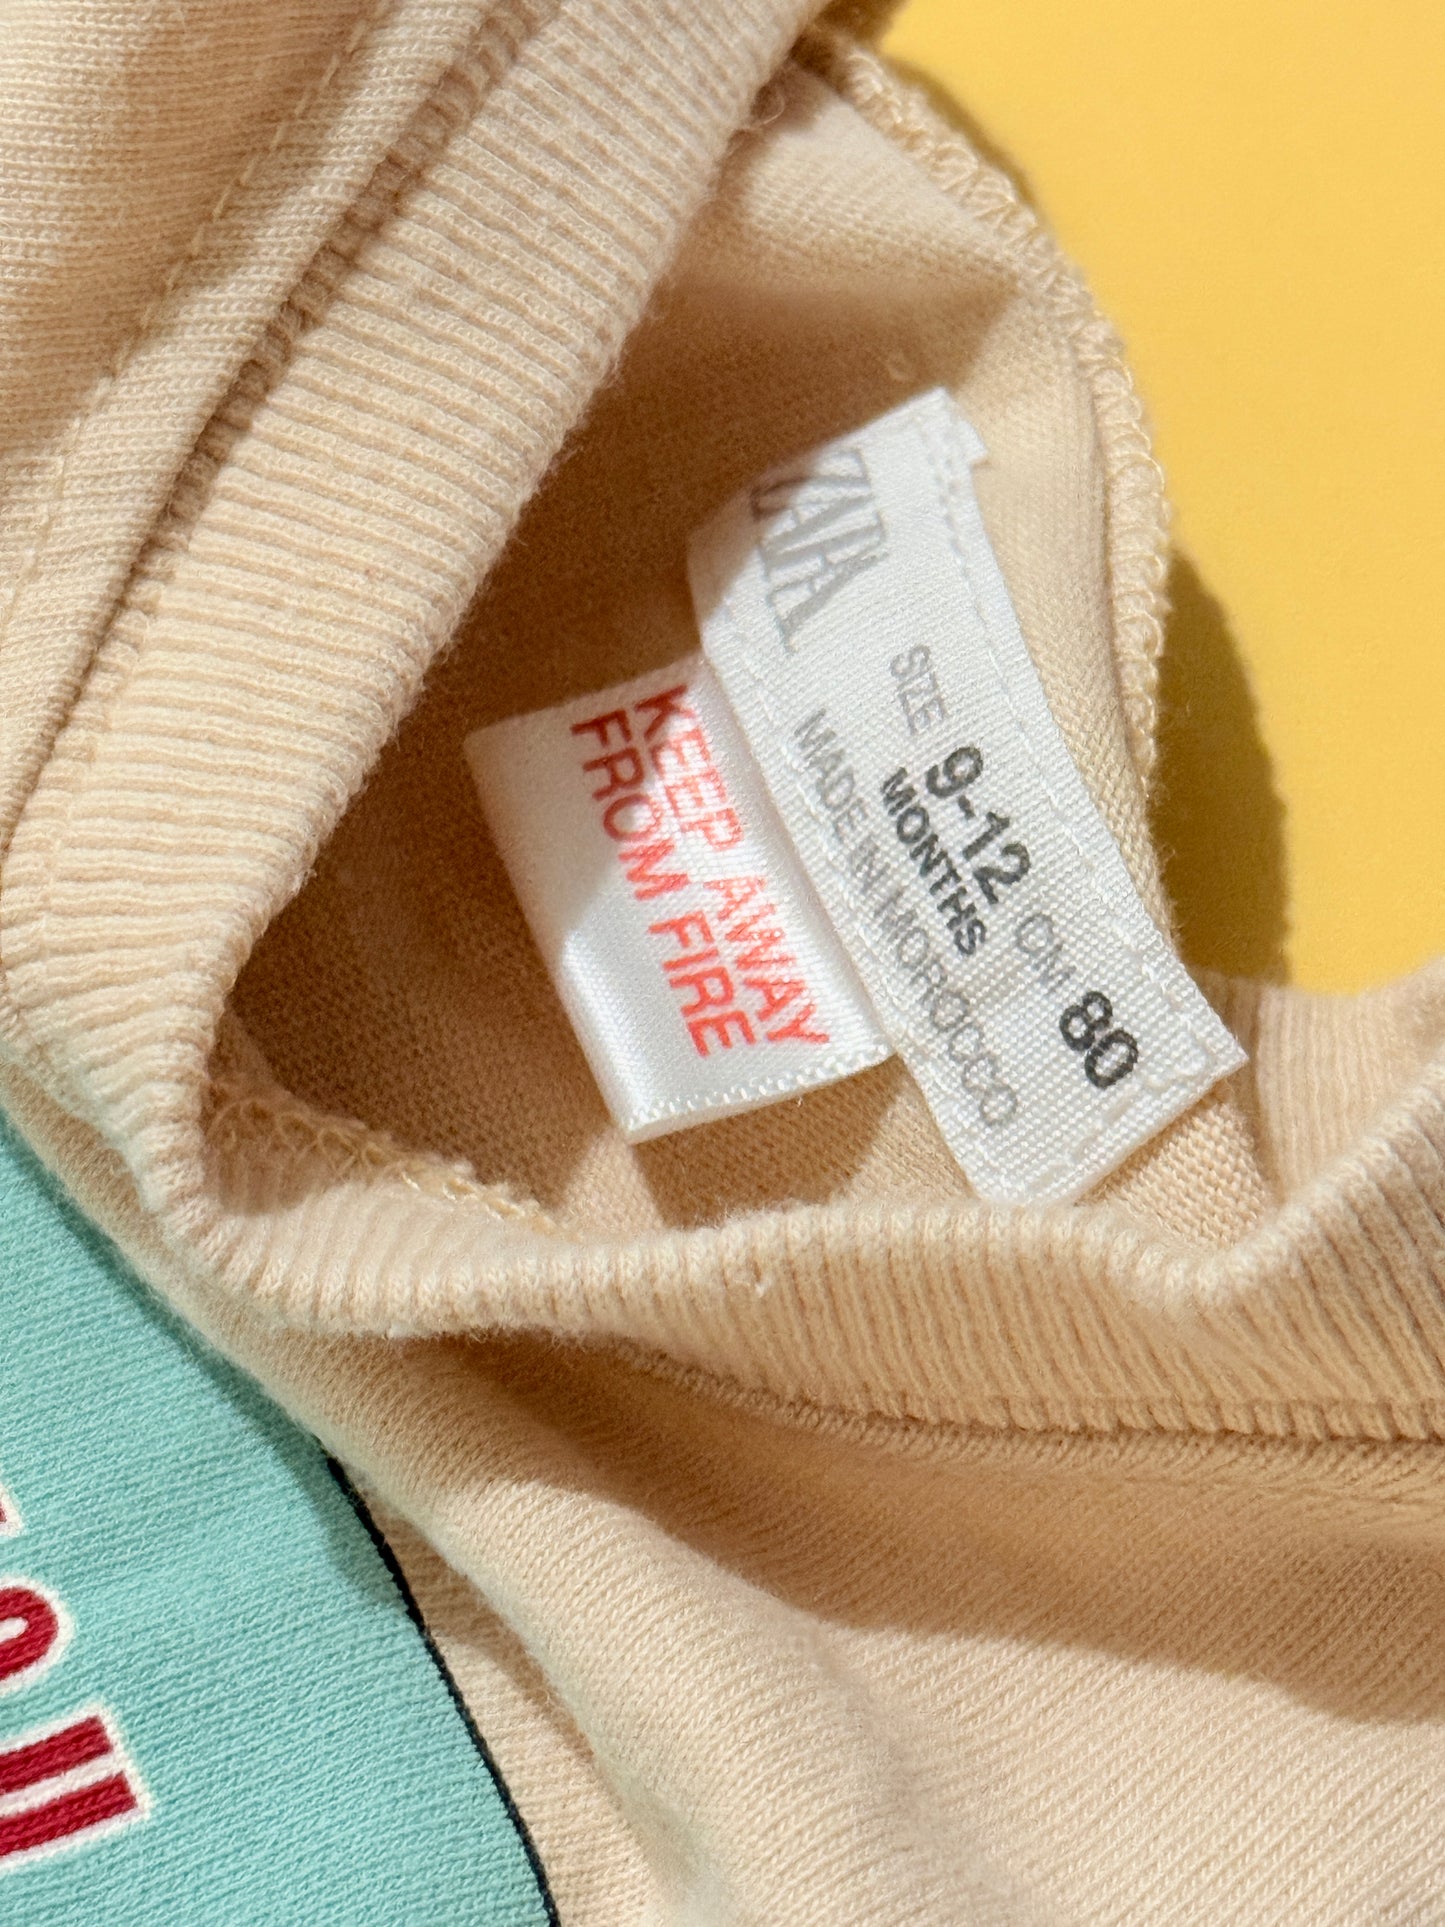 ZARA
SIZE 9-12 CM 80
MONTHS
MADE IN MOROCCO
KEEP AWAY
FROM FIRE